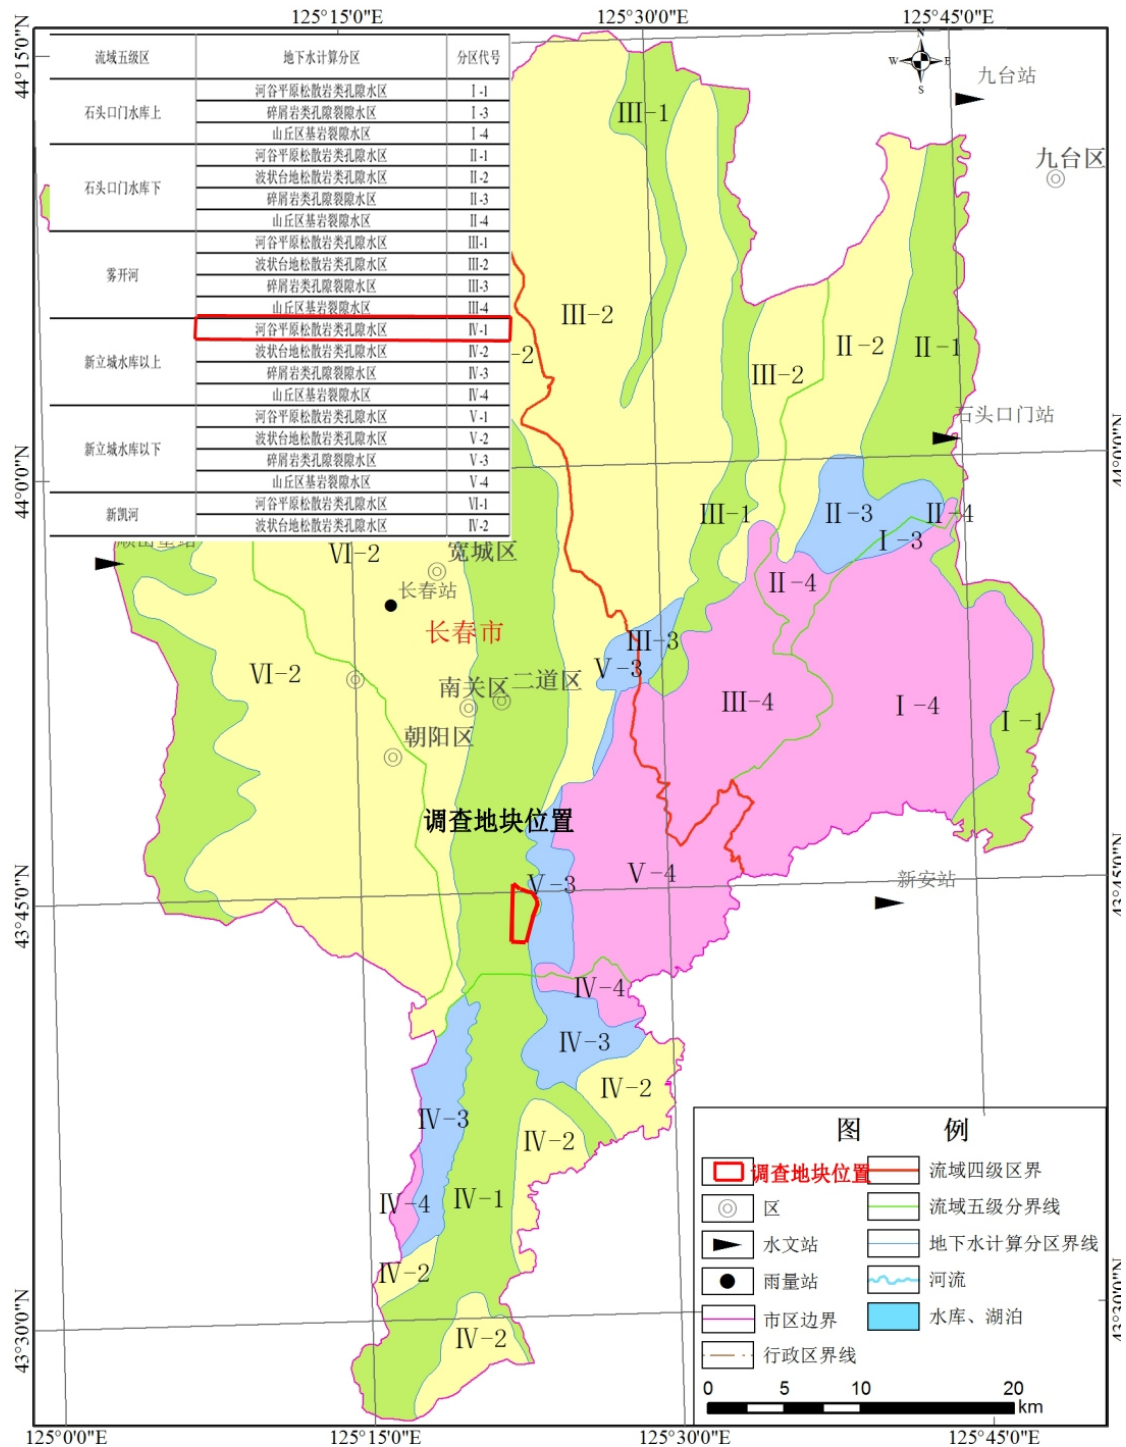 125°15'0"E 125°30'0"E 125°45'0"E
44°15'0"N
流域五级区 地下水计算分区 分区代号
石头口门水库上 河谷平原松散岩类孔隙水区 Ⅰ-1
碎屑岩类孔隙裂隙水区 Ⅰ-3
山丘区基岩裂隙水区 Ⅰ-4
石头口门水库下 河谷平原松散岩类孔隙水区 Ⅱ-1
波状台地松散岩类孔隙水区 Ⅱ-2
碎屑岩类孔隙裂隙水区 Ⅱ-3
山丘区基岩裂隙水区 Ⅱ-4
雾开河 河谷平原松散岩类孔隙水区 Ⅲ-1
波状台地松散岩类孔隙水区 Ⅲ-2
碎屑岩类孔隙裂隙水区 Ⅲ-3
山丘区基岩裂隙水区 Ⅲ-4
新立城水库以上 河谷平原松散岩类孔隙水区 Ⅳ-1
波状台地松散岩类孔隙水区 Ⅳ-2
碎屑岩类孔隙裂隙水区 Ⅳ-3
山丘区基岩裂隙水区 Ⅳ-4
新立城水库以下 河谷平原松散岩类孔隙水区 Ⅴ-1
波状台地松散岩类孔隙水区 Ⅴ-2
碎屑岩类孔隙裂隙水区 Ⅴ-3
山丘区基岩裂隙水区 Ⅴ-4
新凯河 河谷平原松散岩类孔隙水区 Ⅵ-1
波状台地松散岩类孔隙水区 Ⅳ-2
N
W E
S
九台站
九台区
Ⅲ-1
Ⅲ-2
-2
Ⅲ-2
Ⅱ-2
Ⅱ-1
石头口门站
44°0'0"N 44°0'0"N
Ⅲ-1
Ⅱ-3
Ⅱ-4
Ⅰ-3
Ⅵ-2
宽城区
长春站
Ⅱ-4
长春市
Ⅲ-3
Ⅴ-3
Ⅵ-2
南关区
二道区
Ⅲ-4
Ⅰ-4
Ⅰ-1
朝阳区
调查地块位置
Ⅴ-3
Ⅴ-4
新安站
43°45'0"N 43°45'0"N
Ⅳ-4
Ⅳ-3
Ⅳ-2
Ⅳ-3
Ⅳ-2
Ⅳ-4
Ⅳ-1
Ⅳ-2
Ⅳ-2
43°30'0"N 43°30'0"N
图 例
调查地块位置 流域四级区界
区 流域五级分界线
水文站 地下水计算分区界线
雨量站 河流
市区边界 水库、湖泊
行政区界线
0 5 10 20
km
125°0'0"E 125°15'0"E 125°30'0"E 125°45'0"E